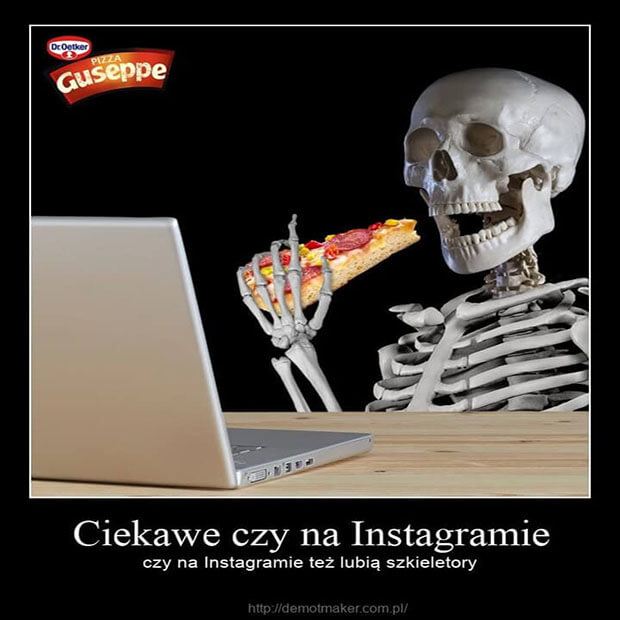 Dr. Oetker
PIZZA
Guseppe
Ciekawe czy na Instagramie
czy na Instagramie też lubią szkieletory
http://demotmaker.com.pl/